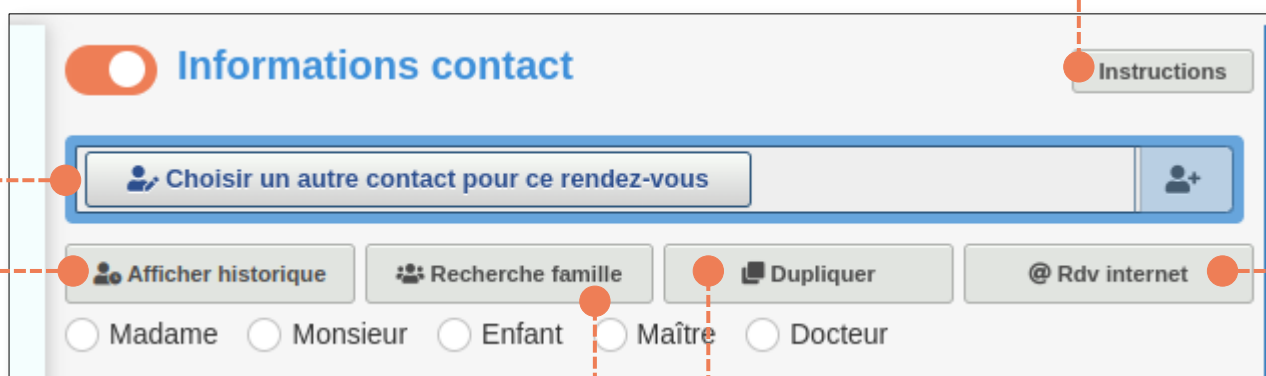 Informations contact
Instructions
Choisir un autre contact pour ce rendez-vous
Afficher historique
Recherche famille
Dupliquer
@ Rdv internet
Madame Monsieur Enfant Maître Docteur